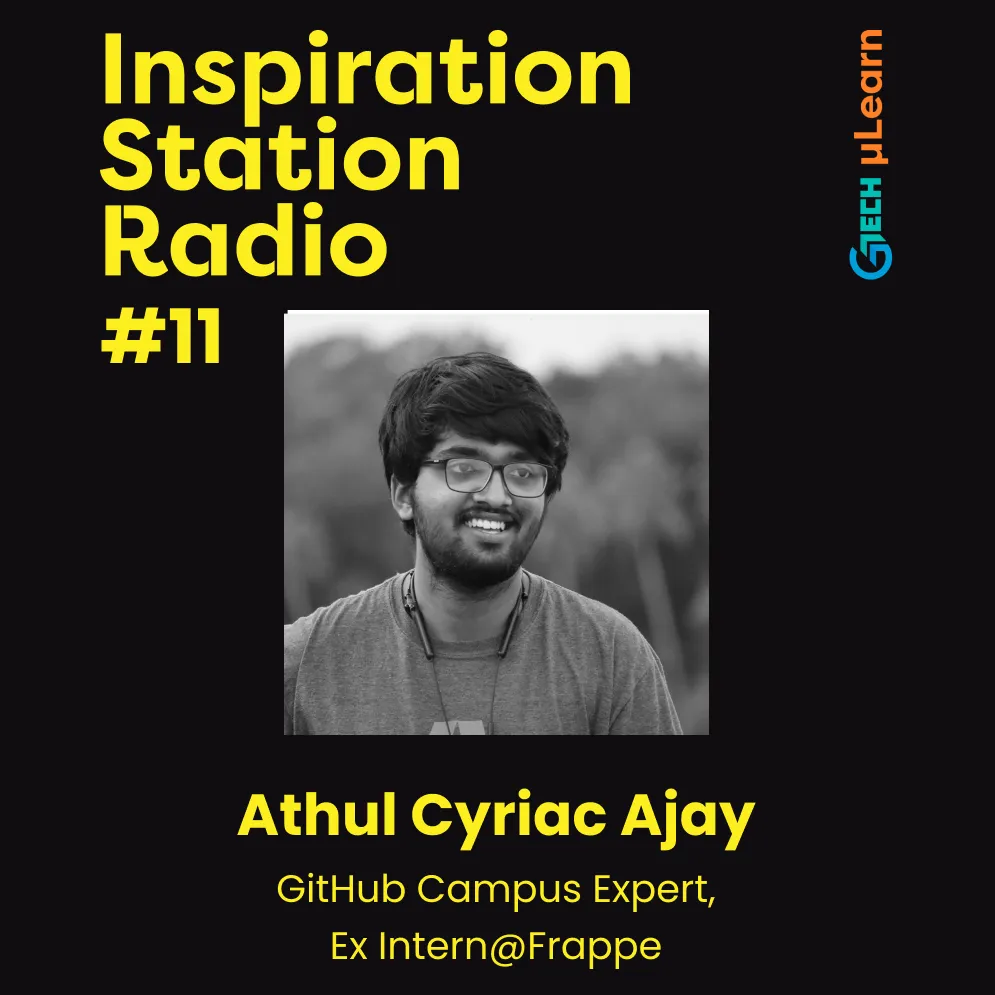 Inspiration
Station
Radio
#11
GTECH µLearn
Athul Cyriac Ajay
GitHub Campus Expert,
Ex Intern@Frappe